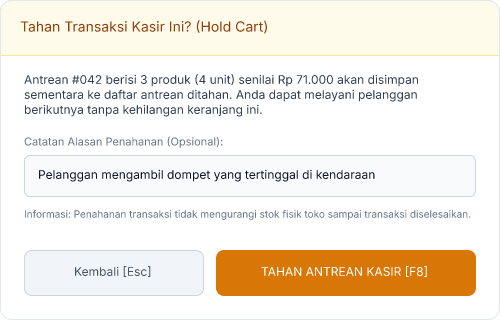 Tahan Transaksi Kasir Ini? (Hold Cart)
Antrean #042 berisi 3 produk (4 unit) senilai Rp 71.000 akan disimpan
sementara ke daftar antrean ditahan. Anda dapat melayani pelanggan
berikutnya tanpa kehilangan keranjang ini.
Catatan Alasan Penahanan (Opsional):
Pelanggan mengambil dompet yang tertinggal di kendaraan
Informasi: Penahanan transaksi tidak mengurangi stok fisik toko sampai transaksi diselesaikan.
Kembali [Esc]
TAHAN ANTREAN KASIR [F8]